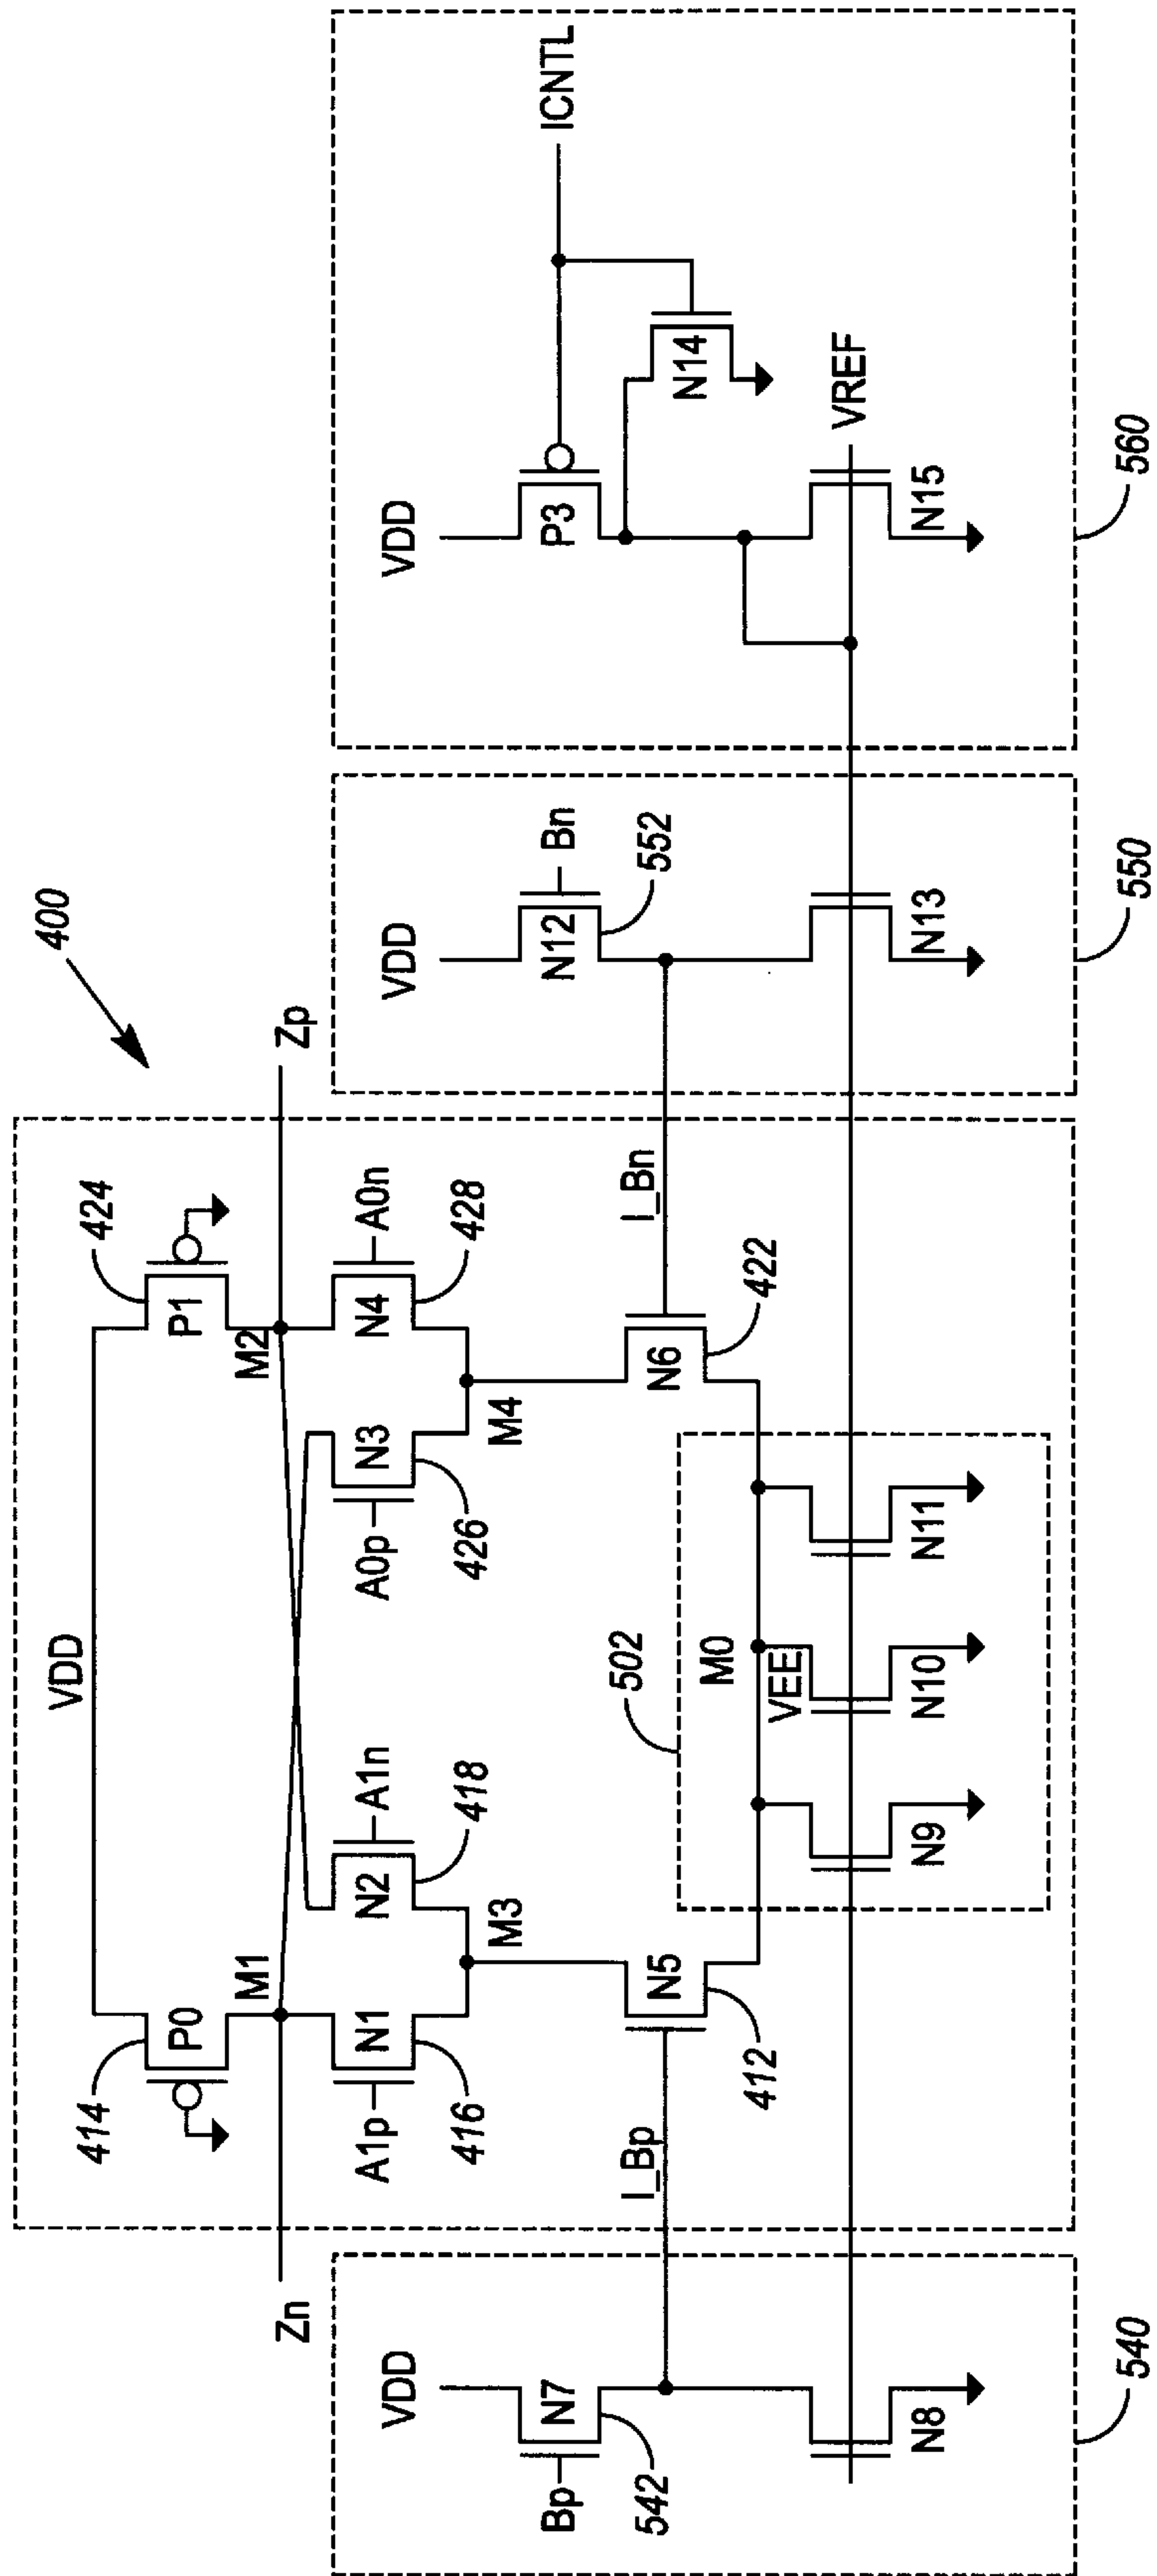 400
VDD
414
P0
M1
Zn
P1
424
M2
Zp
A1p
N1
416
N2
A1n
418
A0p
N3
426
N4
A0n
428
M3
M4
I_Bp
N5
412
I_Bn
N6
422
502
M0
VEE
N9
N10
N11
VDD
Bp
N7
542
N8
540
VDD
N12
Bn
552
N13
550
VDD
P3
ICNTL
N14
VREF
N15
560